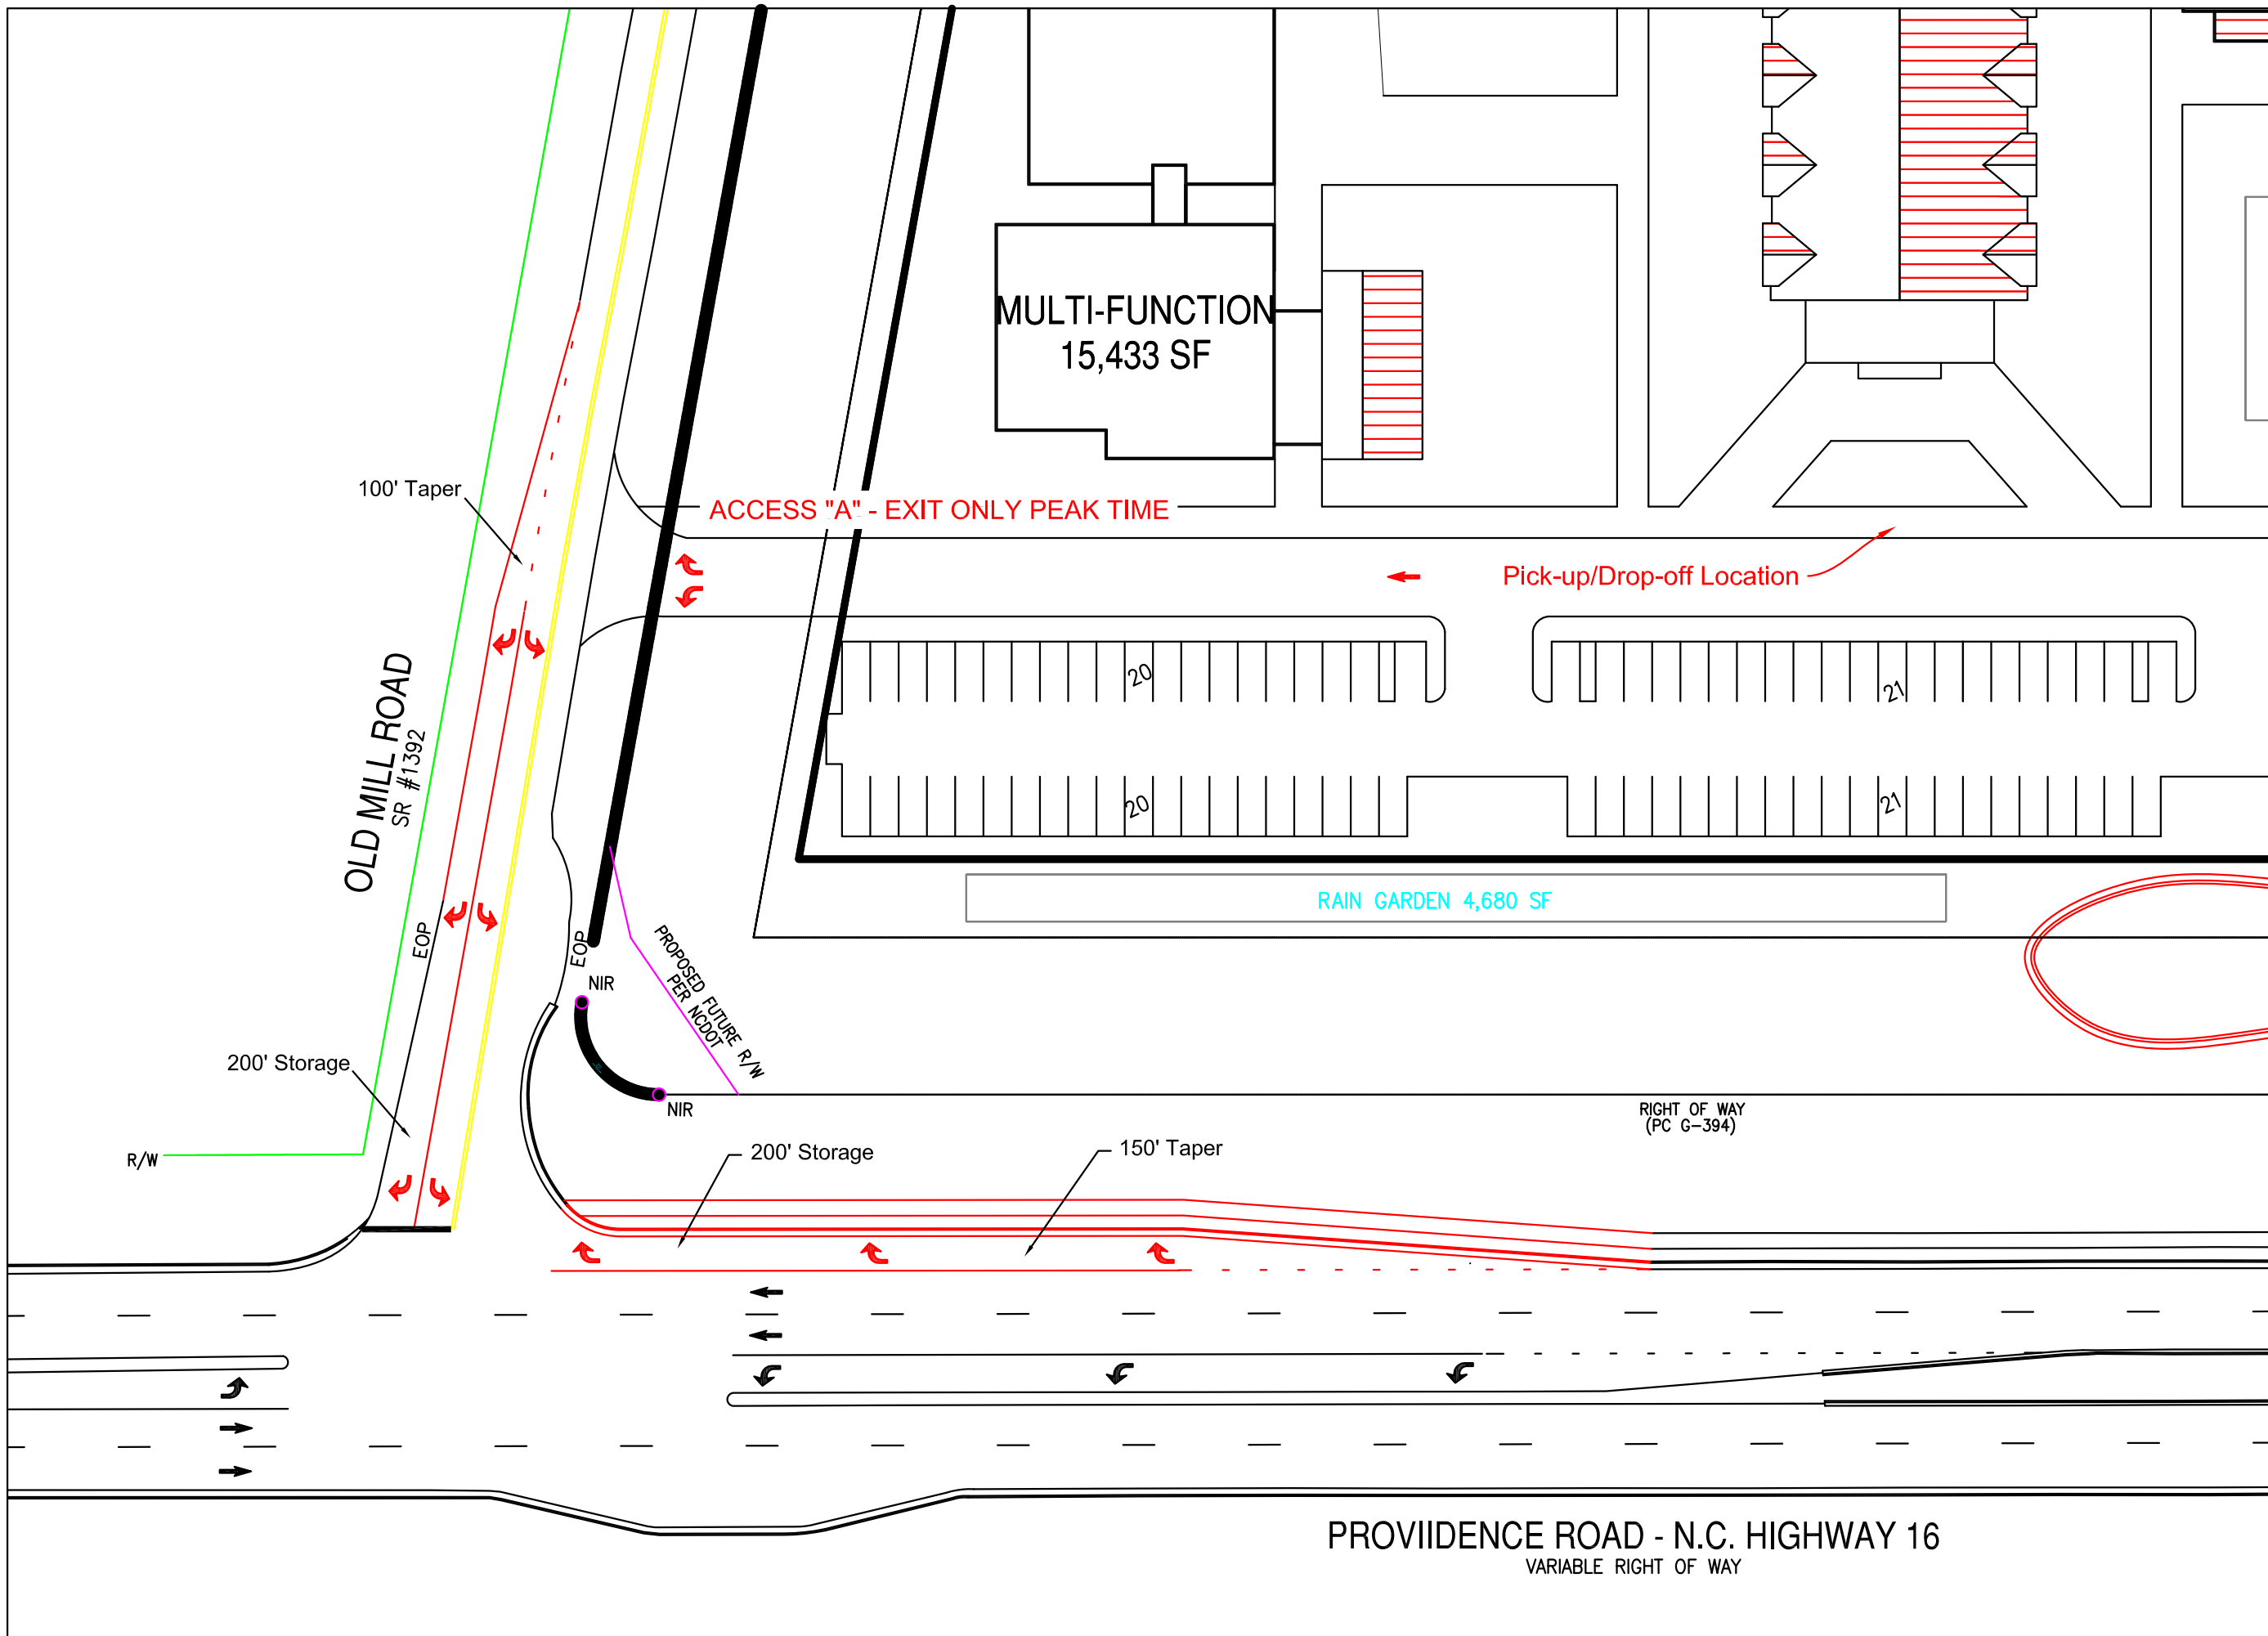 MULTI-FUNCTION
15,433 SF
100' Taper
ACCESS "A" - EXIT ONLY PEAK TIME
Pick-up/Drop-off Location
OLD MILL ROAD
SR #1392
20
21
20
21
RAIN GARDEN 4,680 SF
EOP
EOP
NIR
PROPOSED FUTURE R/W
PER NCDOT
200' Storage
NIR
RIGHT OF WAY
(PC G-394)
R/W
200' Storage
150' Taper
PROVIIDENCE ROAD - N.C. HIGHWAY 16
VARIABLE RIGHT OF WAY